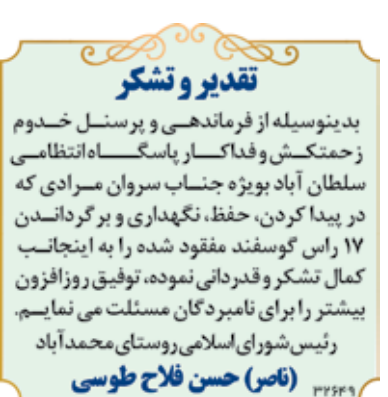 تقدیر و تشکر
بدینوسیله از فرماندهی و پرسنل خدوم
زحمتکش و فداکار پاسگاه انتظامی
سلطان آباد بویژه جناب سروان مرادی که
در پیدا کردن، حفظ، نگهداری و برگرداندن
۱۷ راس گوسفند مفقود شده را به اینجانب
کمال تشکر و قدردانی نموده، توفیق روزافزون
بیشتر را برای نامبردگان مسئلت می نمایم.
رئیس شورای اسلامی روستای محمدآباد
(ناصر) حسن فلاح طوسی
۳۲۶۴۹